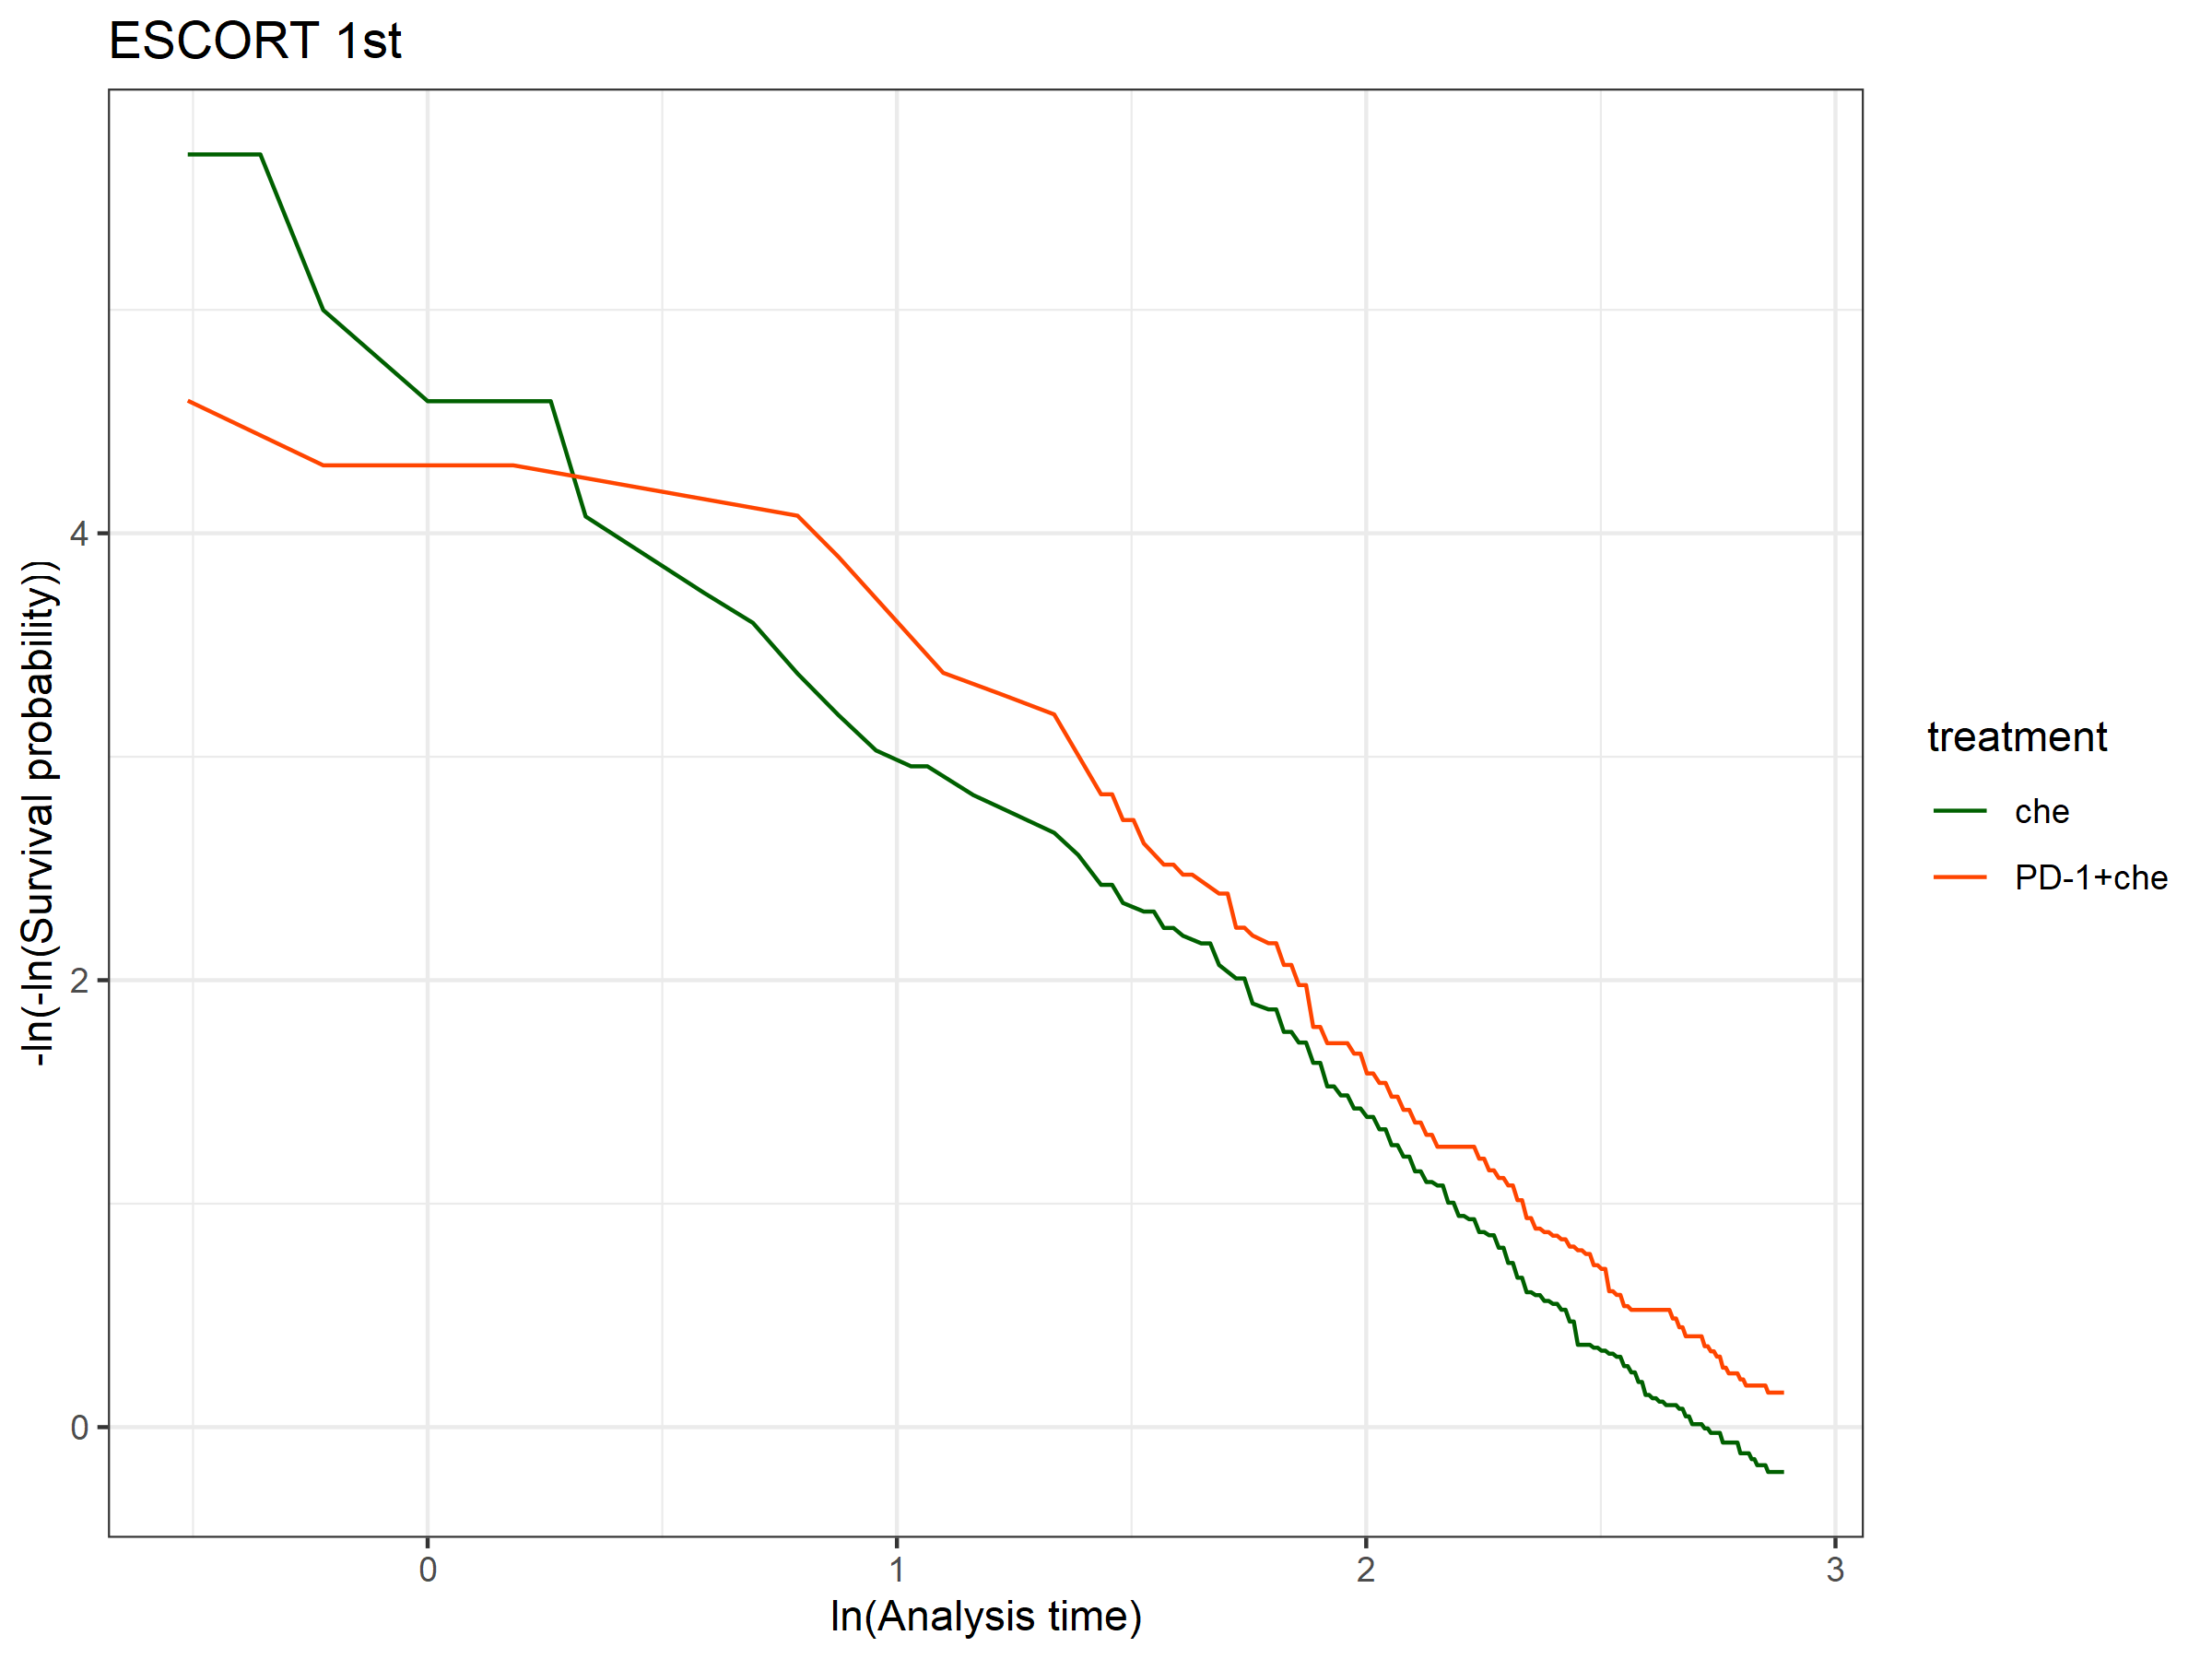 ESCORT 1st
-ln(-ln(Survival probability))
4
2
0
0
1
2
3
ln(Analysis time)
treatment
che
PD-1+che